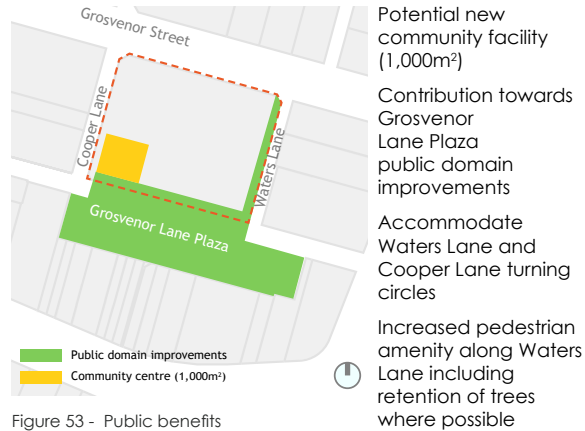 Grosvenor Street
Cooper Lane
Waters Lane
Grosvenor Lane Plaza
Public domain improvements
Community centre (1,000m²)
Figure 53 - Public benefits
Potential new
community facility
(1,000m²)
Contribution towards
Grosvenor
Lane Plaza
public domain
improvements
Accommodate
Waters Lane and
Cooper Lane turning
circles
Increased pedestrian
amenity along Waters
Lane including
retention of trees
where possible